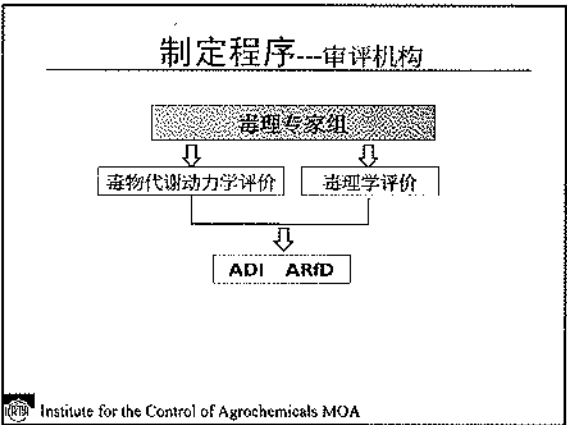 制定程序---审评机构
毒理专家组
毒物代谢动力学评价 毒理学评价
ADI ARfD
Institute for the Control of Agrochemicals MOA